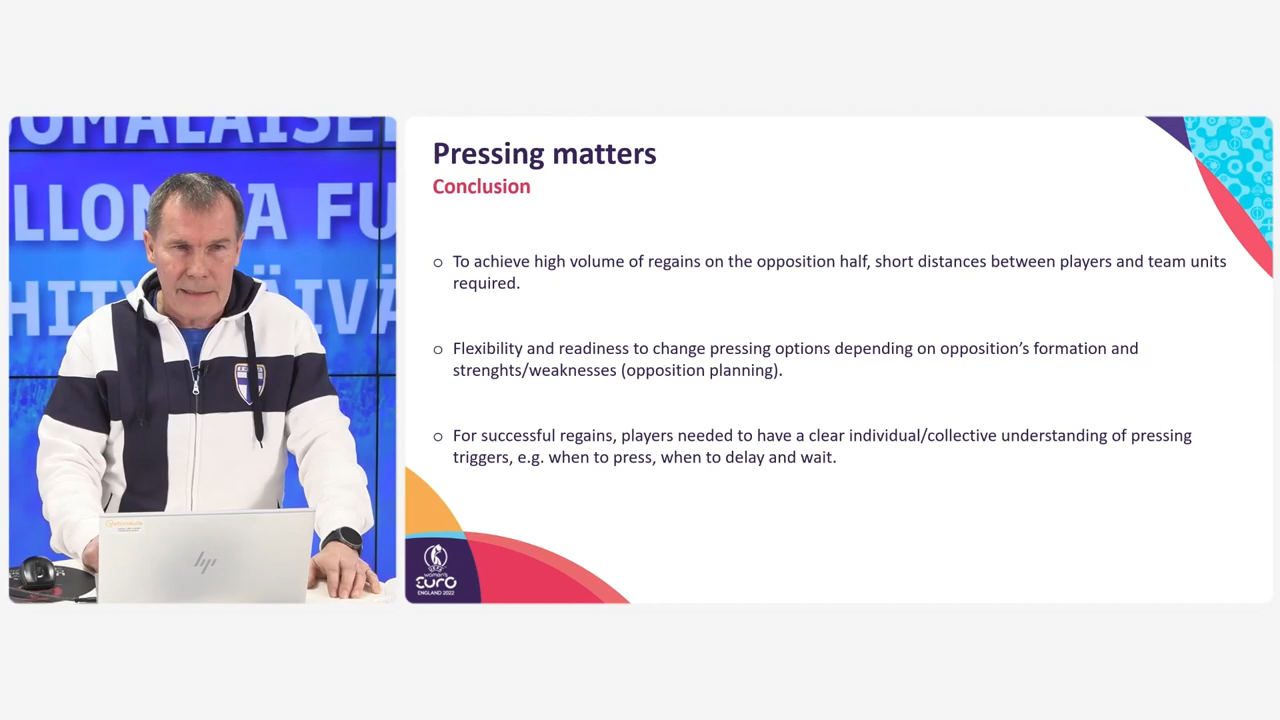 LLON
A FU
Pressing matters
Conclusion
o To achieve high volume of regains on the opposition half, short distances between players and team units
required.
o Flexibility and readiness to change pressing options depending on opposition’s formation and
strenghts/weaknesses (opposition planning).
o For successful regains, players needed to have a clear individual/collective understanding of pressing
triggers, e.g. when to press, when to delay and wait.
hp
women's
EURO
ENGLAND 2022